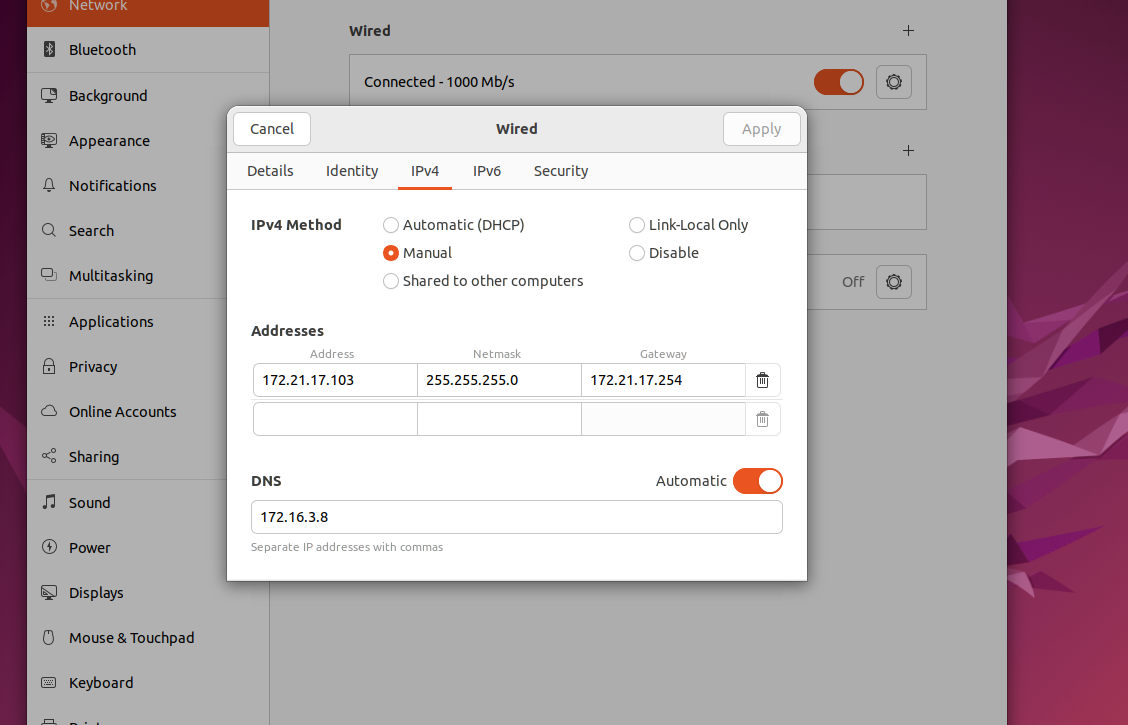 Network
Bluetooth
Background
Appearance
Notifications
Search
Multitasking
Applications
Privacy
Online Accounts
Sharing
Sound
Power
Displays
Mouse & Touchpad
Keyboard
Wired +
Connected - 1000 Mb/s
+
Off
Cancel Wired Apply
Details Identity IPv4 IPv6 Security
IPv4 Method Automatic (DHCP) Link-Local Only
Manual Disable
Shared to other computers
Addresses
Address Netmask Gateway
172.21.17.103 255.255.255.0 172.21.17.254
DNS Automatic
172.16.3.8
Separate IP addresses with commas